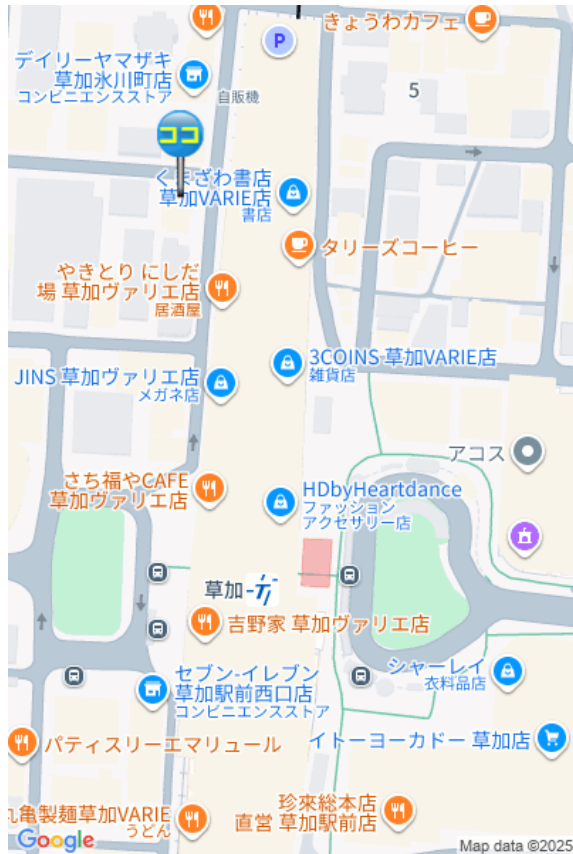 きょうわカフェ
P
デイリーヤマザキ
草加氷川町店
コンビニエンスストア
自販機
5
ココ
くまざわ書店
草加VARIE店
書店
タリーズコーヒー
やきとり にしだ
場 草加ヴァリエ店
居酒屋
3COINS 草加VARIE店
雑貨店
JINS 草加ヴァリエ店
メガネ店
アコス
さち福やCAFE
草加ヴァリエ店
HDbyHeartdance
ファッション
アクセサリー店
草加
吉野家 草加ヴァリエ店
シャーレイ
衣料品店
セブン-イレブン
草加駅前西口店
コンビニエンスストア
パティスリーエマリュール
イトーヨーカドー 草加店
珍來総本店
直営 草加駅前店
亀製麺草加VARIE
うどん
Google
Map data ©2025